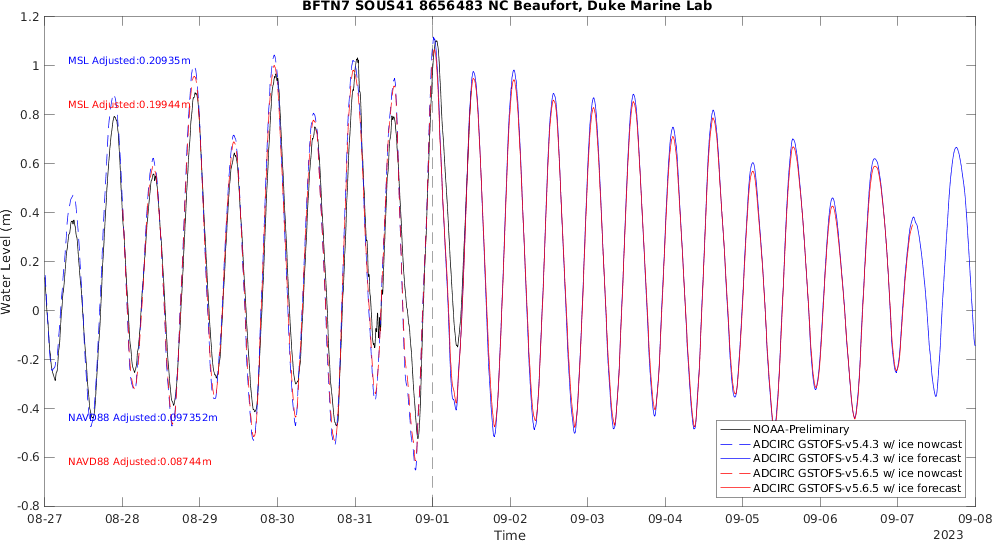 BFTN7 SOUS41 8656483 NC Beaufort, Duke Marine Lab
1.2
1
0.8
0.6
0.4
0.2
0
-0.2
-0.4
-0.6
-0.8
Water Level (m)
MSL Adjusted:0.20935m
MSL Adjusted:0.19944m
NAVD88 Adjusted:0.097352m
NAVD88 Adjusted:0.08744m
NOAA-Preliminary
ADCIRC GSTOFS-v5.4.3 w/ ice nowcast
ADCIRC GSTOFS-v5.4.3 w/ ice forecast
ADCIRC GSTOFS-v5.6.5 w/ ice nowcast
ADCIRC GSTOFS-v5.6.5 w/ ice forecast
08-27 08-28 08-29 08-30 08-31 09-01 09-02 09-03 09-04 09-05 09-06 09-07 09-08
Time
2023